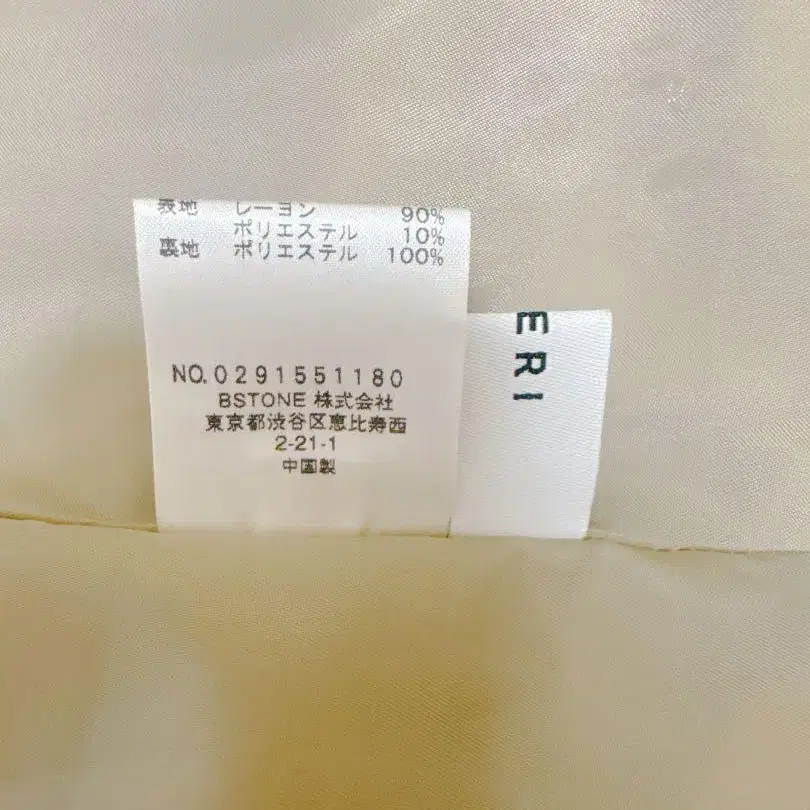 表地 レーヨン 90%
ポリエステル 10%
裏地 ポリエステル 100%
NO.0291551180
BSTONE 株式会社
東京都渋谷区恵比寿西
2-21-1
中国製
ERI